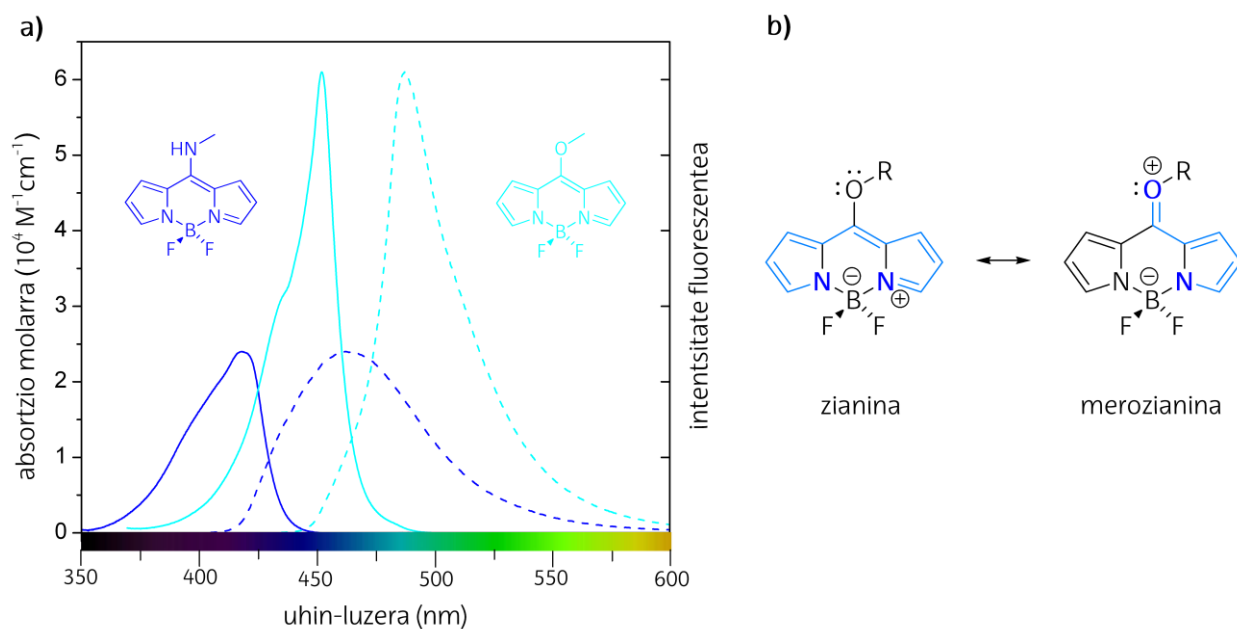 a)
absortzio molarra (10⁴ M⁻¹cm⁻¹)
6
5
4
3
2
1
0
HN
N
N
B
F
F
O
N
N
B
F
F
350
400
450
500
550
600
uhin-luzera (nm)
intentsitate fluoreszentea
b)
:O:
R
N
⊖
N
B
⊕
F
F
zianina
⊕
:O
R
N
⊖
N
B
F
F
merozianina